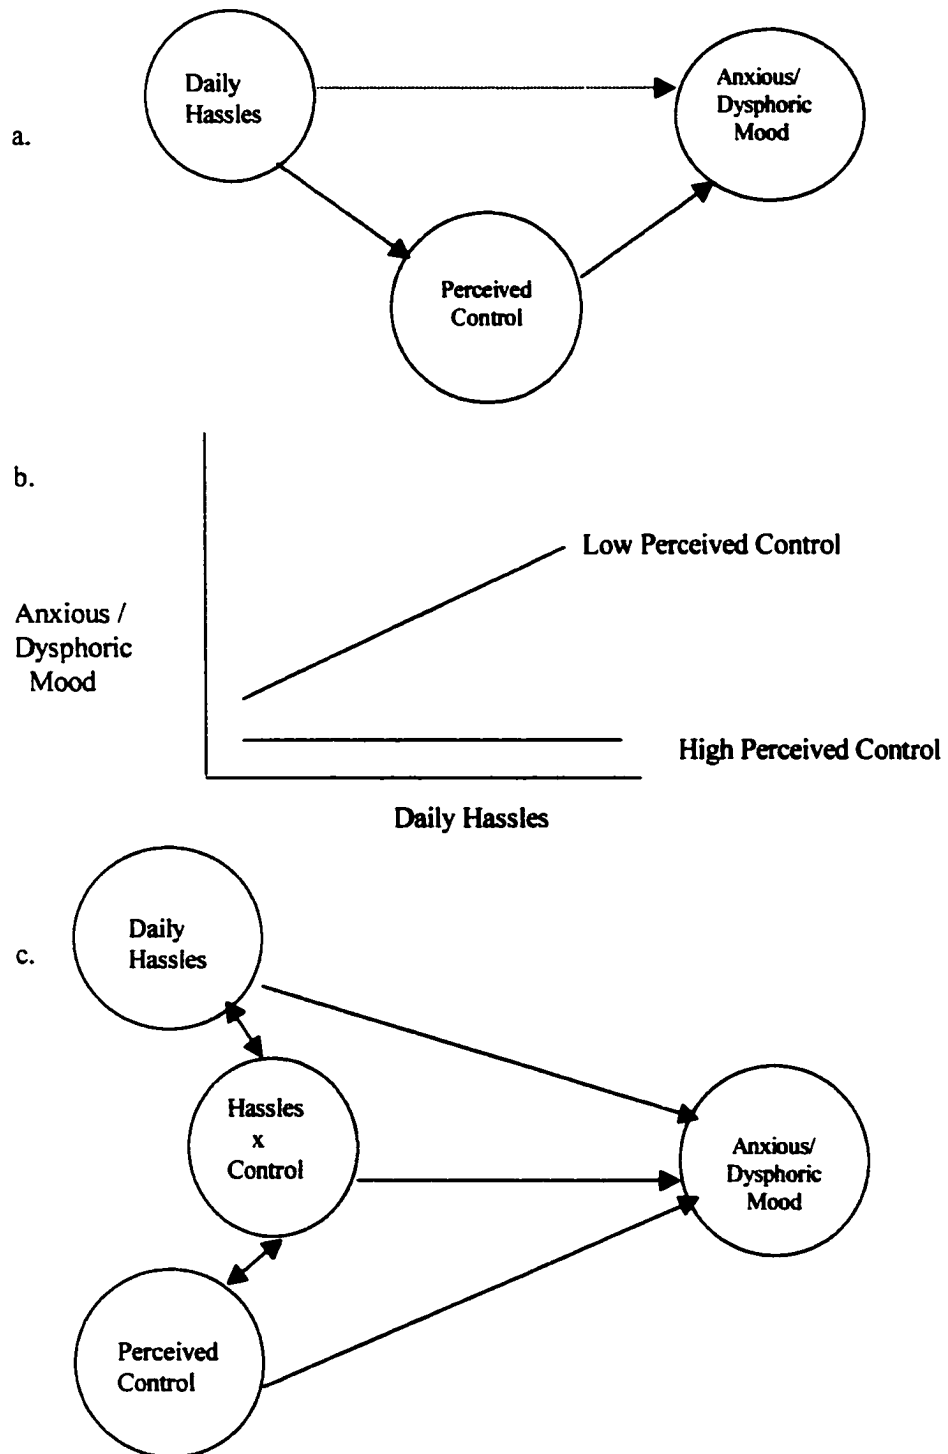 a.
Daily
Hassles
Anxious/
Dysphoric
Mood
Perceived
Control
b.
Low Perceived Control
Anxious /
Dysphoric
Mood
High Perceived Control
Daily Hassles
c.
Daily
Hassles
Hassles
x
Control
Anxious/
Dysphoric
Mood
Perceived
Control